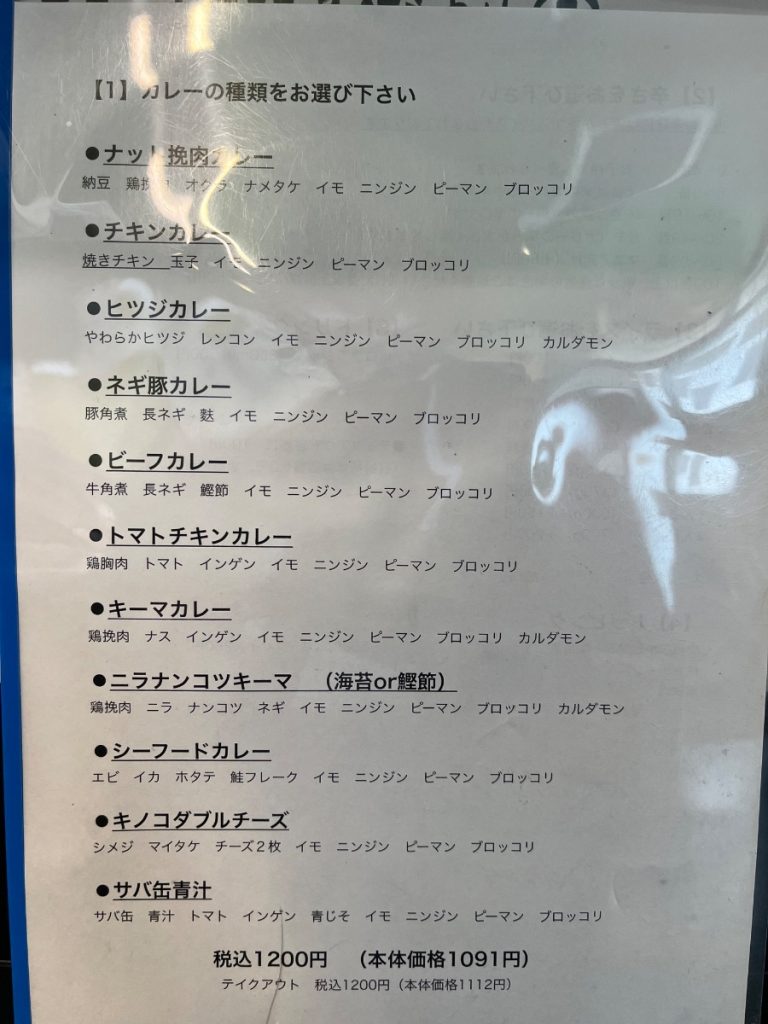 【1】カレーの種類をお選び下さい
●ナット挽肉カレー
納豆 鶏挽肉 オクラ ナメタケ イモ ニンジン ピーマン ブロッコリ
●チキンカレー
焼きチキン 玉子 イモ ニンジン ピーマン ブロッコリ
●ヒツジカレー
やわらかヒツジ レンコン イモ ニンジン ピーマン ブロッコリ カルダモン
●ネギ豚カレー
豚角煮 長ネギ 麩 イモ ニンジン ピーマン ブロッコリ
●ビーフカレー
牛角煮 長ネギ 鰹節 イモ ニンジン ピーマン ブロッコリ
●トマトチキンカレー
鶏胸肉 トマト インゲン イモ ニンジン ピーマン ブロッコリ
●キーマカレー
鶏挽肉 ナス インゲン イモ ニンジン ピーマン ブロッコリ カルダモン
●ニラナンコツキーマ （海苔or鰹節）
鶏挽肉 ニラ ナンコツ ネギ イモ ニンジン ピーマン ブロッコリ カルダモン
●シーフードカレー
エビ イカ ホタテ 鮭フレーク イモ ニンジン ピーマン ブロッコリ
●キノコダブルチーズ
シメジ マイタケ チーズ２枚 イモ ニンジン ピーマン ブロッコリ
●サバ缶青汁
サバ缶 青汁 トマト インゲン 青じそ イモ ニンジン ピーマン ブロッコリ
税込1200円 （本体価格1091円）
テイクアウト 税込1200円（本体価格1112円）